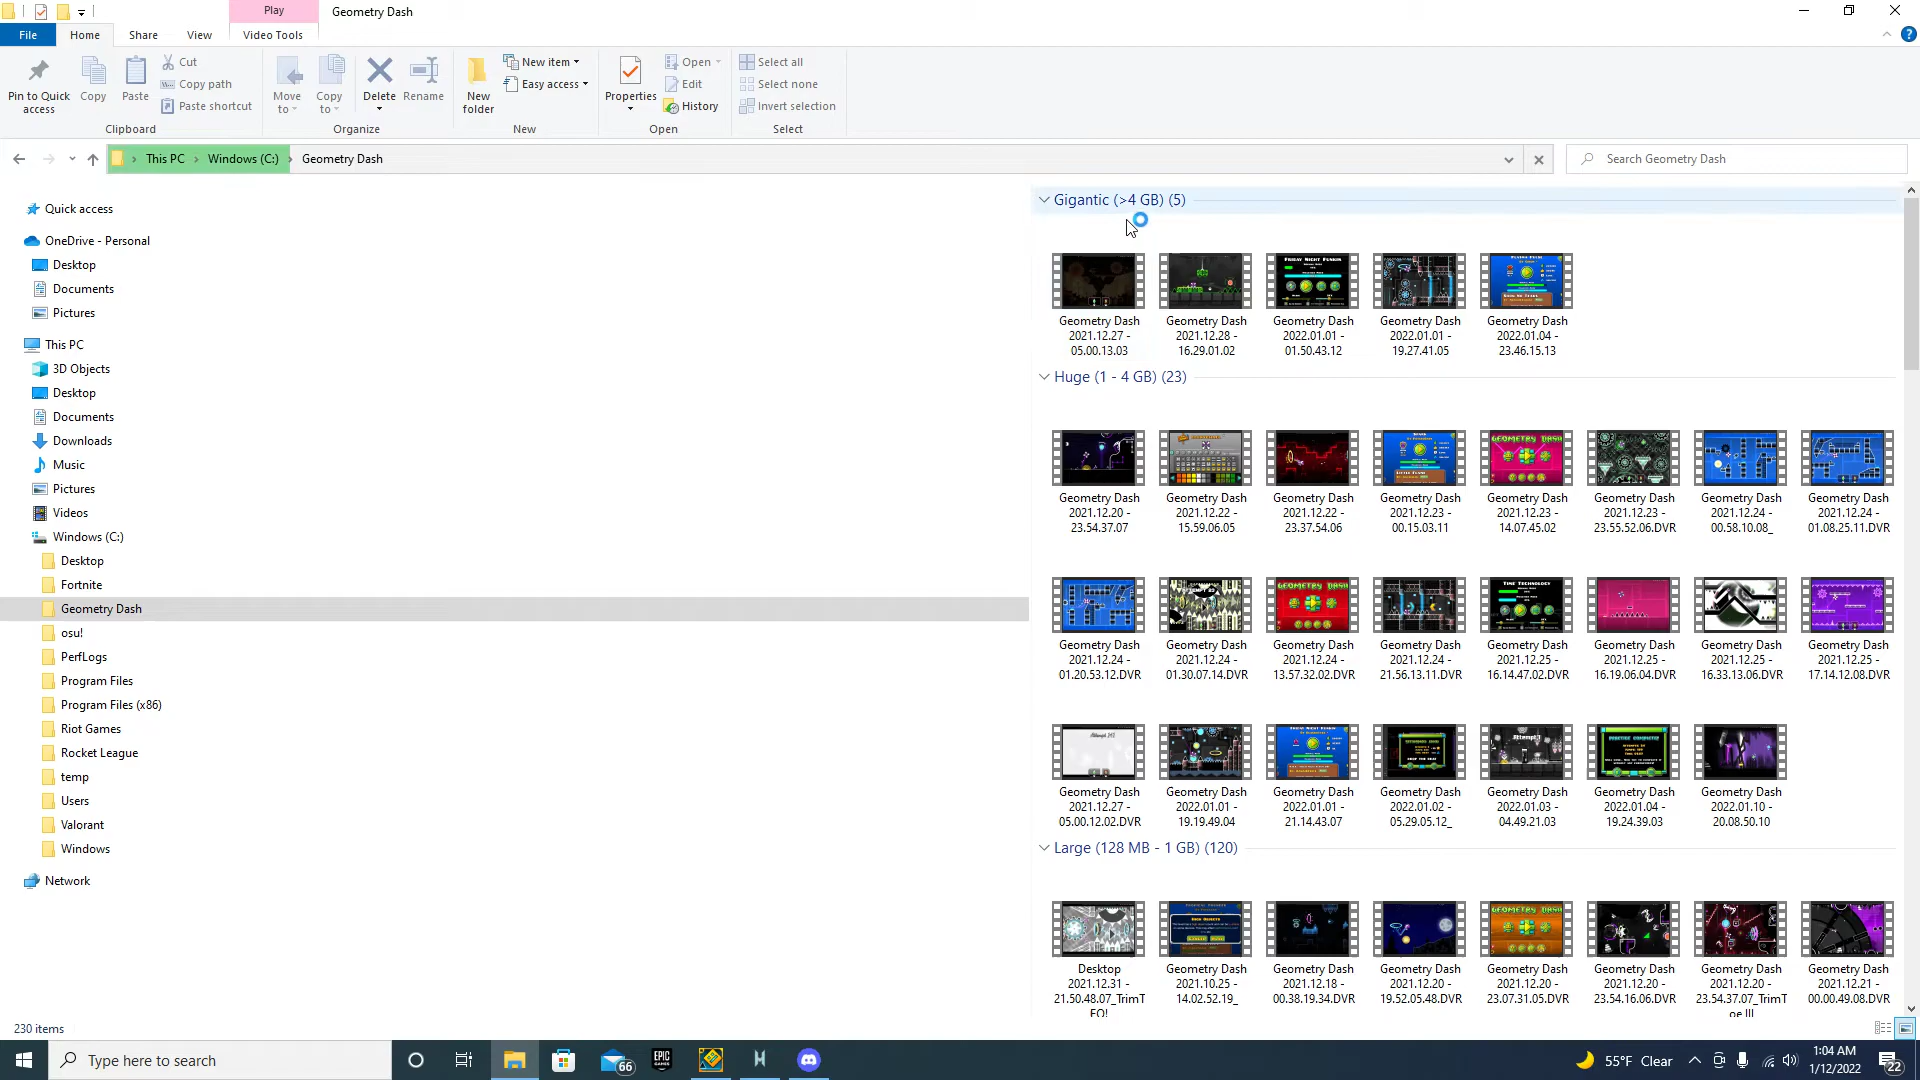 Play
Geometry Dash
File
Home
Share
View
Video Tools
Pin to Quick access
Copy
Paste
Cut
Copy path
Paste shortcut
Clipboard
Move to
Copy to
Delete
Rename
Organize
New folder
New item
Easy access
New
Properties
Open
Edit
History
Open
Select all
Select none
Invert selection
Select
This PC
Windows (C:)
Geometry Dash
Search Geometry Dash
Quick access
OneDrive - Personal
Desktop
Documents
Pictures
This PC
3D Objects
Desktop
Documents
Downloads
Music
Pictures
Videos
Windows (C:)
Desktop
Fortnite
Geometry Dash
osu!
PerfLogs
Program Files
Program Files (x86)
Riot Games
Rocket League
temp
Users
Valorant
Windows
Network
Gigantic (>4 GB) (5)
Geometry Dash 2021.12.27 - 05.00.13.03
Geometry Dash 2021.12.28 - 16.29.01.02
Geometry Dash 2022.01.01 - 01.50.43.12
Geometry Dash 2022.01.01 - 19.27.41.05
Geometry Dash 2022.01.04 - 23.46.15.13
Huge (1 - 4 GB) (23)
Geometry Dash 2021.12.20 - 23.54.37.07
Geometry Dash 2021.12.22 - 15.59.06.05
Geometry Dash 2021.12.22 - 23.37.54.06
Geometry Dash 2021.12.23 - 00.15.03.11
Geometry Dash 2021.12.23 - 14.07.45.02
Geometry Dash 2021.12.23 - 23.55.52.06.DVR
Geometry Dash 2021.12.24 - 00.58.10.08_
Geometry Dash 2021.12.24 - 01.08.25.11.DVR
Geometry Dash 2021.12.24 - 01.20.53.12.DVR
Geometry Dash 2021.12.24 - 01.30.07.14.DVR
Geometry Dash 2021.12.24 - 13.57.32.02.DVR
Geometry Dash 2021.12.24 - 21.56.13.11.DVR
Geometry Dash 2021.12.25 - 16.14.47.02.DVR
Geometry Dash 2021.12.25 - 16.19.06.04.DVR
Geometry Dash 2021.12.25 - 16.33.13.06.DVR
Geometry Dash 2021.12.25 - 17.14.12.08.DVR
Geometry Dash 2021.12.27 - 05.00.12.02.DVR
Geometry Dash 2022.01.01 - 19.19.49.04
Geometry Dash 2022.01.01 - 21.14.43.07
Geometry Dash 2022.01.02 - 05.29.05.12_
Geometry Dash 2022.01.03 - 04.49.21.03
Geometry Dash 2022.01.04 - 19.24.39.03
Geometry Dash 2022.01.10 - 20.08.50.10
Large (128 MB - 1 GB) (120)
Desktop 2021.12.31 - 21.50.48.07_TrimT
Geometry Dash 2021.10.25 - 14.02.52.19_
Geometry Dash 2021.12.18 - 00.38.19.34.DVR
Geometry Dash 2021.12.20 - 19.52.05.48.DVR
Geometry Dash 2021.12.20 - 23.07.31.05.DVR
Geometry Dash 2021.12.20 - 23.54.16.06.DVR
Geometry Dash 2021.12.20 - 23.54.37.07_TrimT
Geometry Dash 2021.12.21 - 00.00.49.08.DVR
230 items
Type here to search
66
EPIC GAMES
55°F Clear
1:04 AM
1/12/2022
22